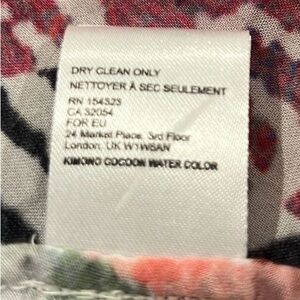 DRY CLEAN ONLY
NETTOYER À SEC SEULEMENT
RN 154323
CA 32054
FOR EU
24 Market Place, 3rd Floor
London, UK W1W8AN
KIMONO COCOON WATER COLOR